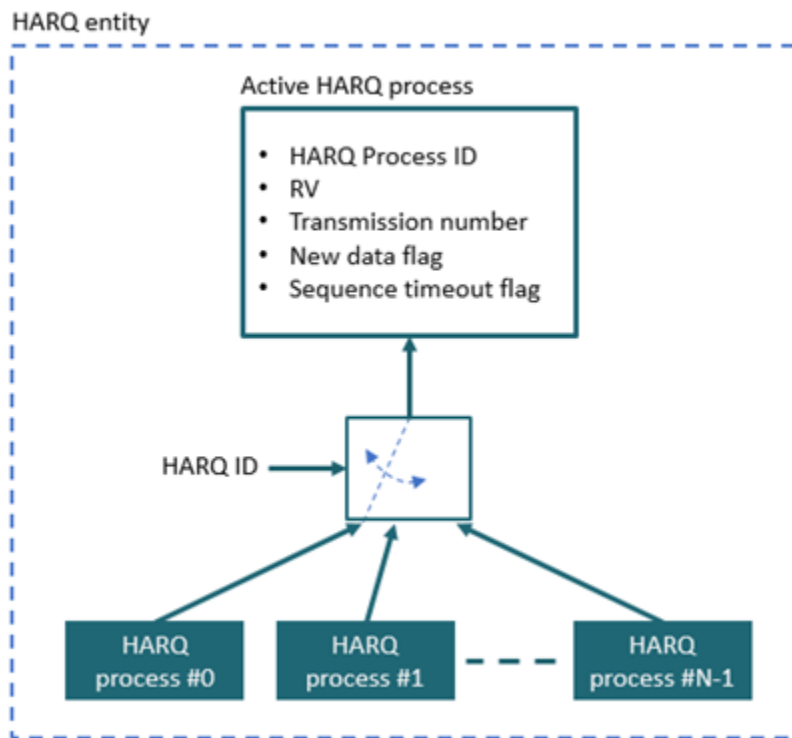 HARQ entity
Active HARQ process
• HARQ Process ID
• RV
• Transmission number
• New data flag
• Sequence timeout flag
HARQ ID
HARQ
process #0
HARQ
process #1
HARQ
process #N-1